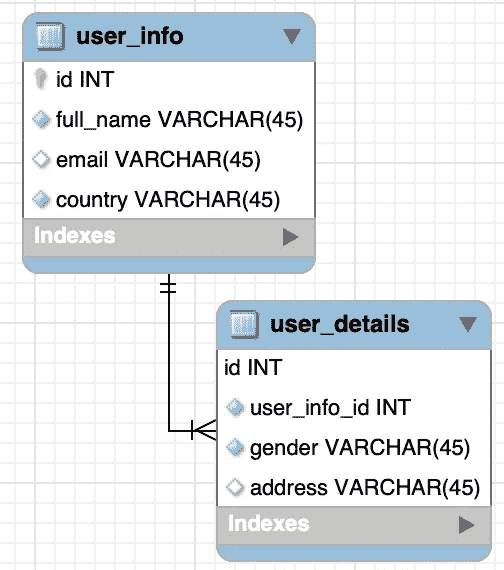 user_info
id INT
full_name VARCHAR(45)
email VARCHAR(45)
country VARCHAR(45)
Indexes
user_details
id INT
user_info_id INT
gender VARCHAR(45)
address VARCHAR(45)
Indexes